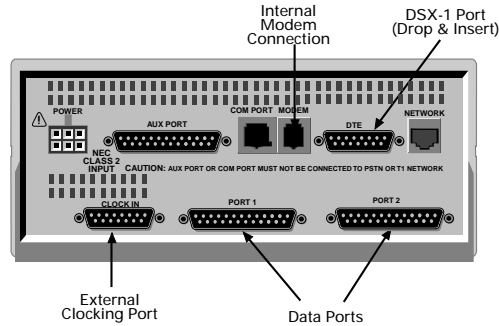 Internal
Modem
Connection
DSX-1 Port
(Drop & Insert)
POWER
AUX PORT
COM PORT
MODEM
DTE
NETWORK
NEC
CLASS 2
INPUT
CAUTION: AUX PORT OR COM PORT MUST NOT BE CONNECTED TO PSTN OR T1 NETWORK
CLOCK IN
PORT 1
PORT 2
External
Clocking Port
Data Ports